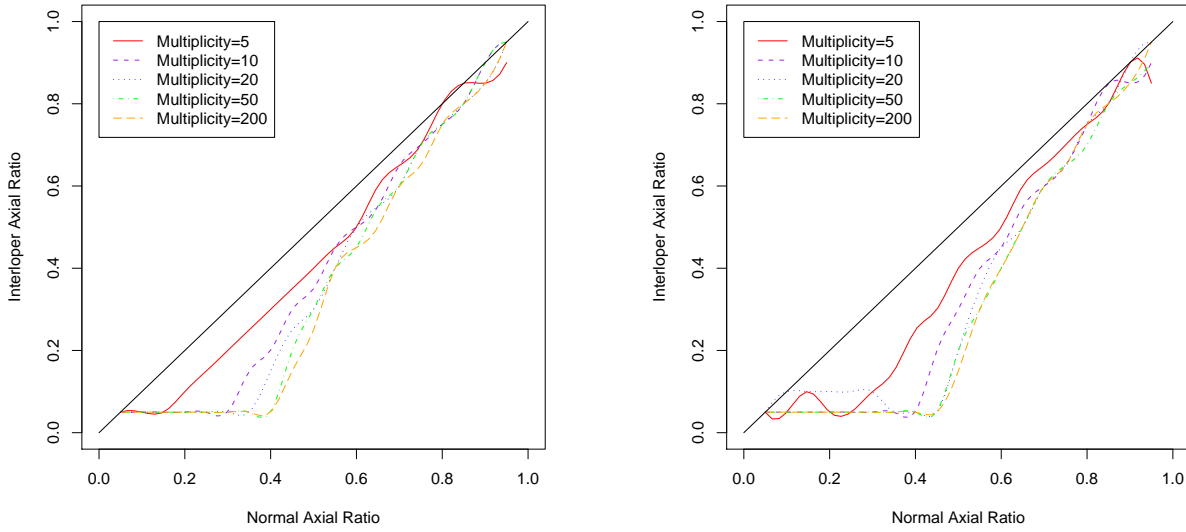 Multiplicity=5
Multiplicity=10
Multiplicity=20
Multiplicity=50
Multiplicity=200
Interloper Axial Ratio
1.0
0.8
0.6
0.4
0.2
0.0
0.0 0.2 0.4 0.6 0.8 1.0
Normal Axial Ratio
Multiplicity=5
Multiplicity=10
Multiplicity=20
Multiplicity=50
Multiplicity=200
Interloper Axial Ratio
1.0
0.8
0.6
0.4
0.2
0.0
0.0 0.2 0.4 0.6 0.8 1.0
Normal Axial Ratio